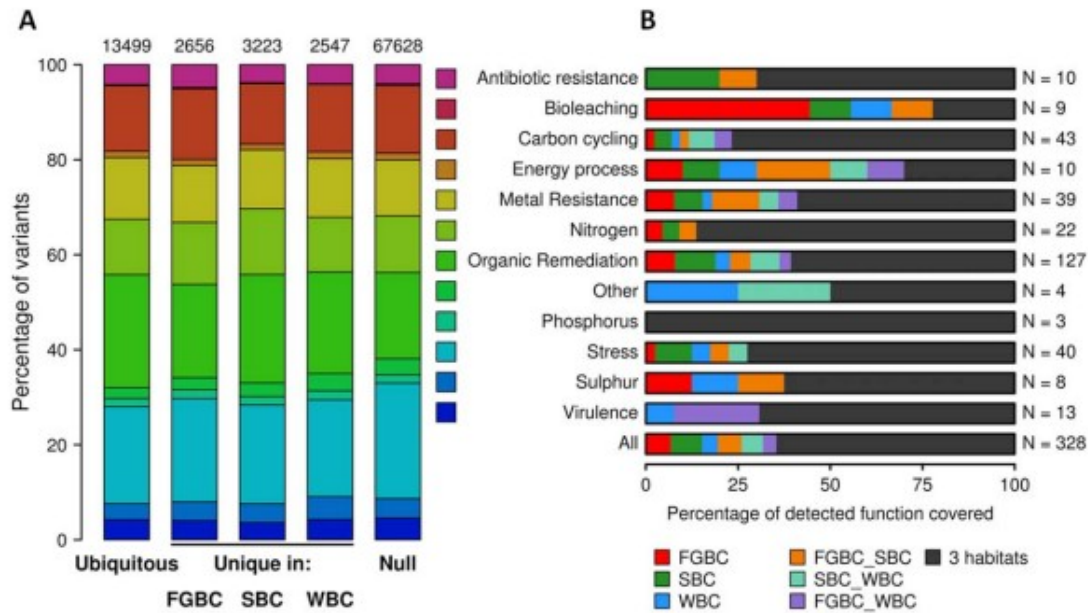 A
13499 2656 3223 2547 67628
100
80
60
40
20
0
Percentage of variants
Ubiquitous Unique in: Null
FGBC SBC WBC
B
Antibiotic resistance N = 10
Bioleaching N = 9
Carbon cycling N = 43
Energy process N = 10
Metal Resistance N = 39
Nitrogen N = 22
Organic Remediation N = 127
Other N = 4
Phosphorus N = 3
Stress N = 40
Sulphur N = 8
Virulence N = 13
All N = 328
0 25 50 75 100
Percentage of detected function covered
FGBC FGBC_SBC 3 habitats
SBC SBC_WBC
WBC FGBC_WBC